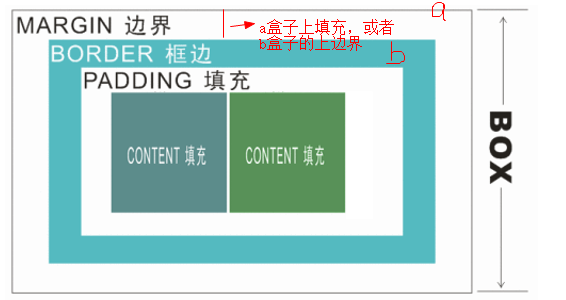 MARGIN 边界
a
a盒子上填充，或者
b盒子的上边界
BORDER 框边
b
PADDING 填充
CONTENT 填充
CONTENT 填充
BOX